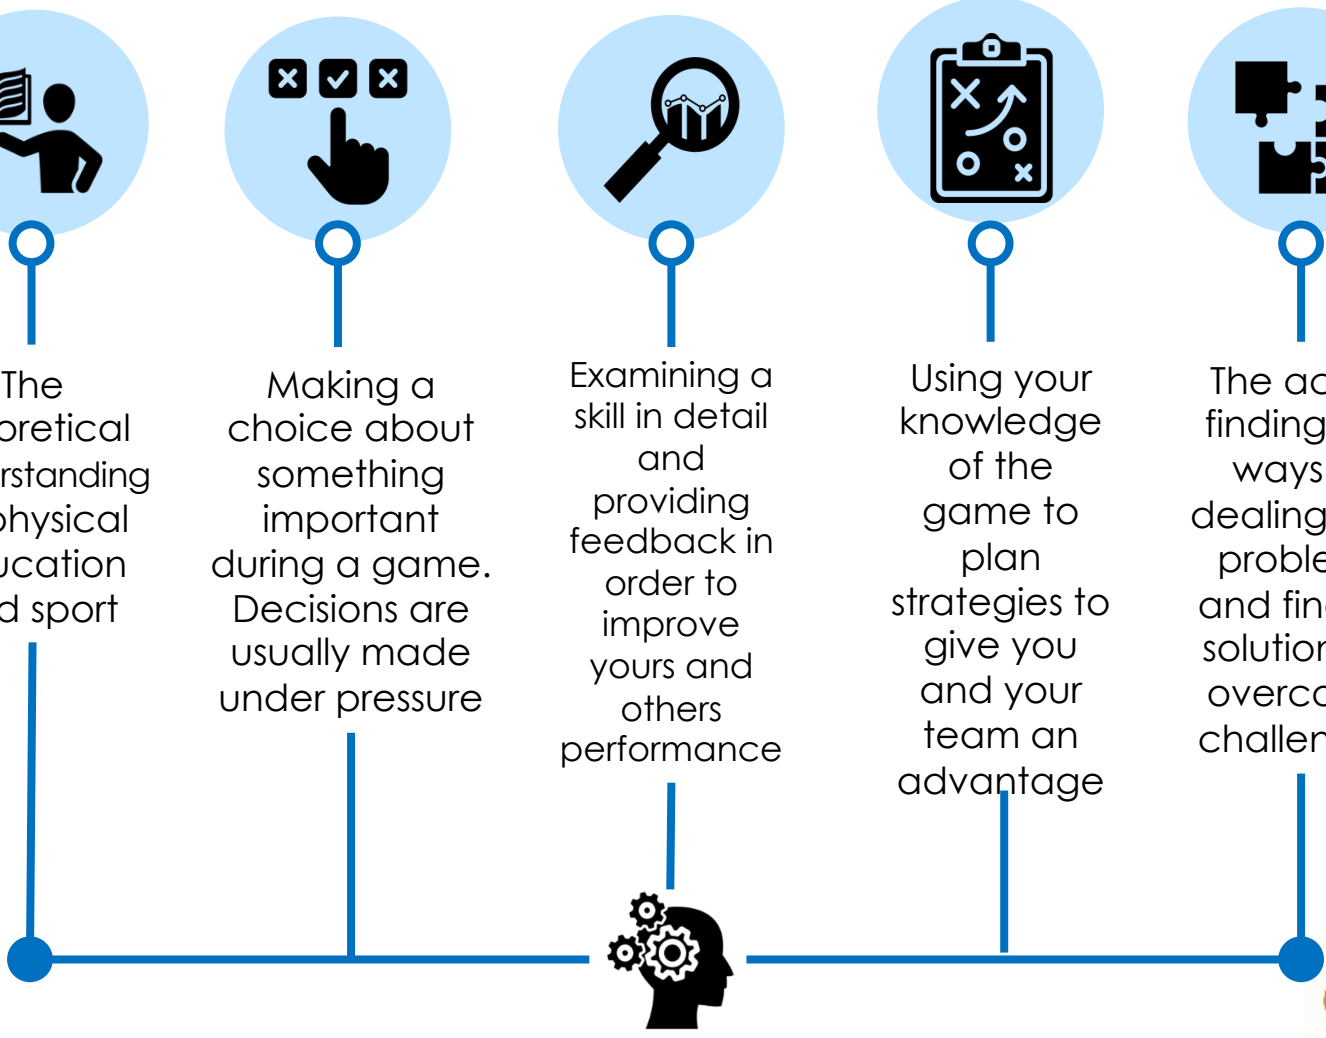 The
oretical
rstanding
physical
ucation
d sport
Making a
choice about
something
important
during a game.
Decisions are
usually made
under pressure
Examining a
skill in detail
and
providing
feedback in
order to
improve
yours and
others
performance
Using your
knowledge
of the
game to
plan
strategies to
give you
and your
team an
advantage
The ac
finding
ways
dealing
proble
and fin
solution
overco
challen